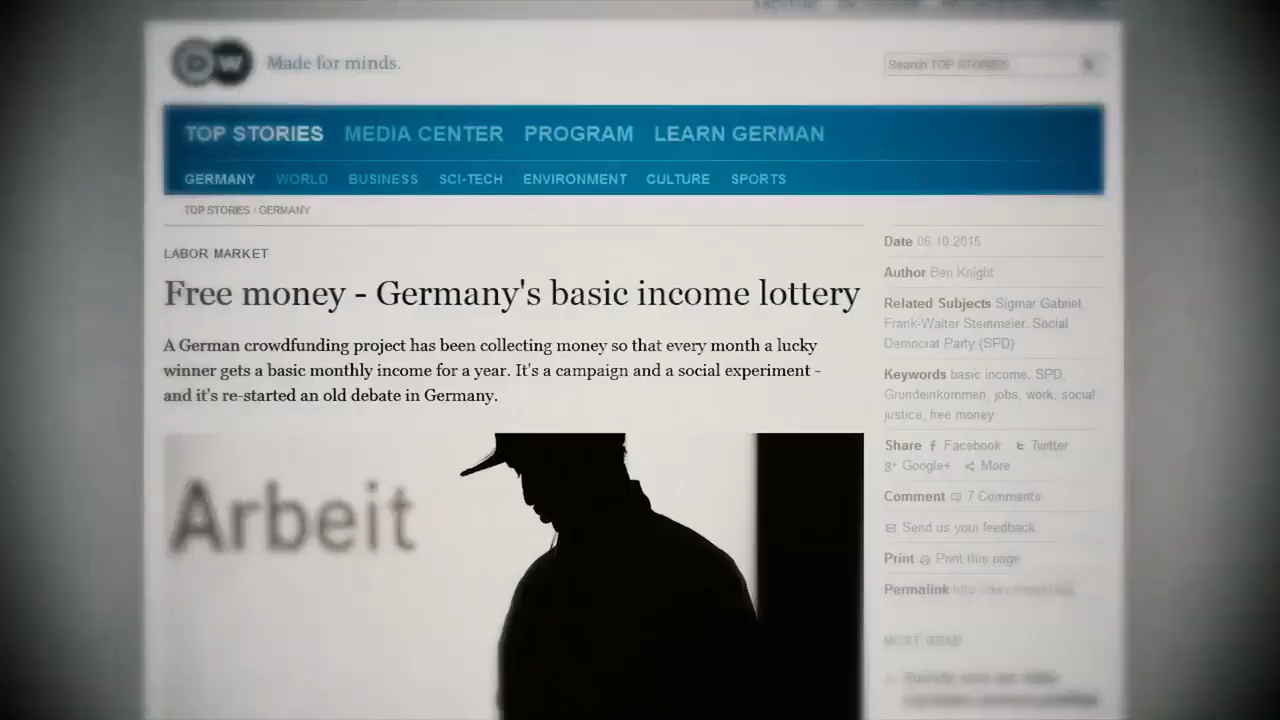 DW Made for minds.
Search TOP STORIES
TOP STORIES MEDIA CENTER PROGRAM LEARN GERMAN
GERMANY WORLD BUSINESS SCI-TECH ENVIRONMENT CULTURE SPORTS
TOP STORIES / GERMANY
LABOR MARKET
Free money - Germany's basic income lottery
A German crowdfunding project has been collecting money so that every month a lucky
winner gets a basic monthly income for a year. It's a campaign and a social experiment -
and it's re-started an old debate in Germany.
Arbeit
Date 06.10.2015
Author Ben Knight
Related Subjects Sigmar Gabriel,
Frank-Walter Steinmeier, Social
Democrat Party (SPD)
Keywords basic income, SPD,
Grundeinkommen, jobs, work, social
justice, free money
Share Facebook Twitter
Google+ More
Comment 7 Comments
Send us your feedback
Print Print this page
Permalink
MOST READ